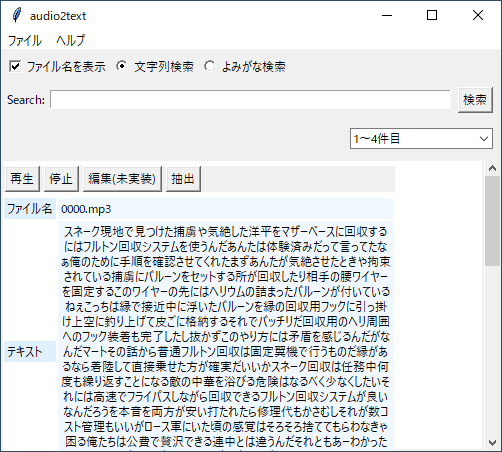 audio2text
ファイル ヘルプ
ファイル名を表示 文字列検索 よみがな検索
Search: 検索
1～4件目
再生 停止 編集(未実装) 抽出
ファイル名 0000.mp3
スネーク現地で見つけた捕虜や気絶した洋平をマザーベースに回収する
にはフルトン回収システムを使うんだあんたは体験済みだって言ってたな
ぁ俺のために手順を確認させてくれたまずあんたが気絶させたときや拘束
されている捕虜にバルーンをセットする所が回収したり相手の腰ワイヤー
を固定するこのワイヤーの先にはヘリウムの詰まったバルーンが付いている
ねぇこっちは縁で接近中に浮いたバルーンを縁の回収用フックに引っ掛
け上空に釣り上げて皮ごに格納するそれでバッチリだ回収用のヘリ周囲
へのフック装着も完了したし抜かずこのやり方には矛盾を感じるんだがな
んだマートその話から普通フルトン回収は固定翼機で行うものだ縁があ
るなら着陸して直接乗せた方が確実だいいかスネーク回収は任務中何
テキスト
度も繰り返すことになる敵の中華を浴びる危険はなるべく少なくしたいそ
れには高速でフライパスしながら回収できるフルトン回収システムが良い
なんだろうを本音を両方が安い打たれたら修理代もかさむしそれが数コ
スト管理もいいがロース軍にいた頃の感覚はそろそろ捨ててもらわなきゃ
困る俺たちは公費で贅沢できる連中とは違うんだそれともあーわかった